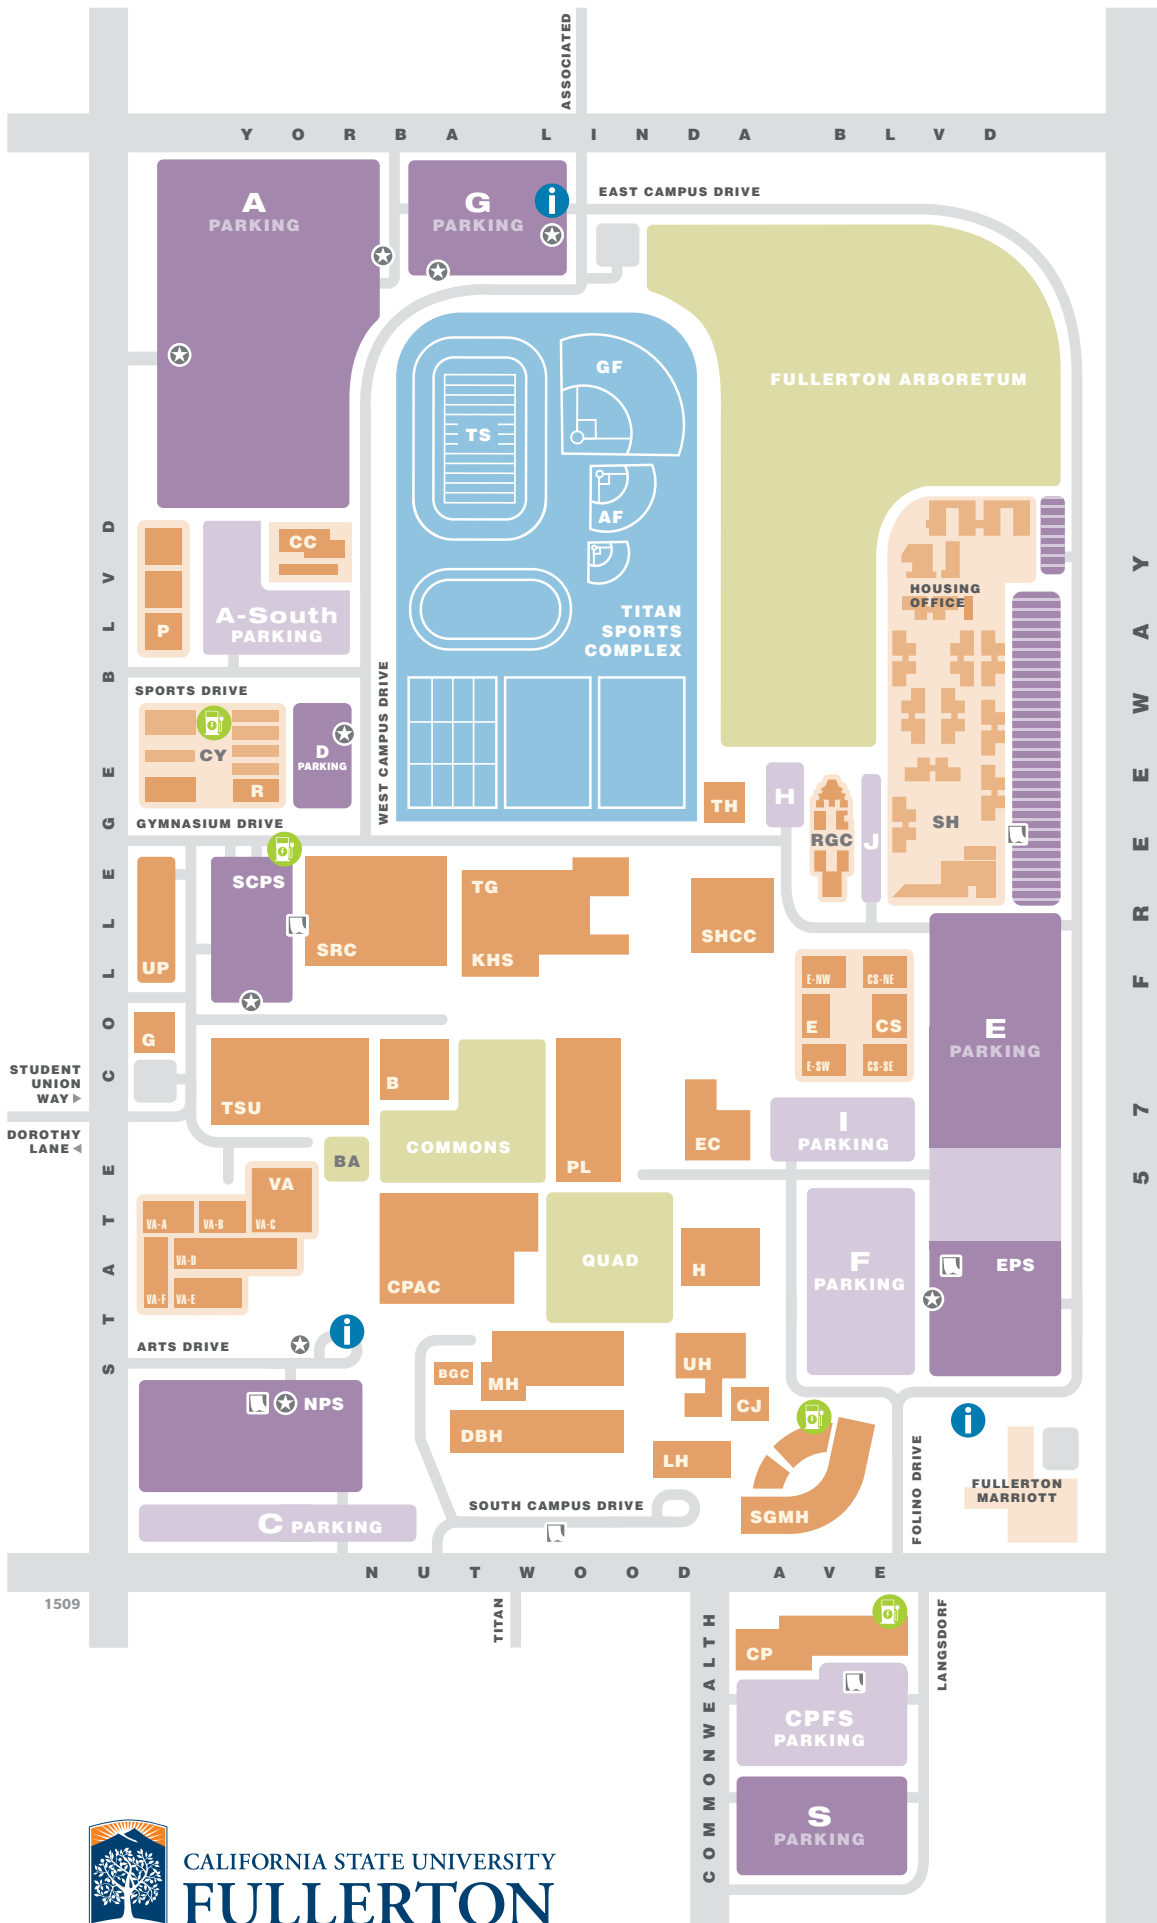 ASSOCIATED
YORBA LINDA BLVD
A
PARKING
G
PARKING
EAST CAMPUS DRIVE
FULLERTON ARBORETUM
GF
TS
AF
TITAN
SPORTS
COMPLEX
CC
P
A-South
PARKING
HOUSING
OFFICE
SPORTS DRIVE
CY
R
D
PARKING
WEST CAMPUS DRIVE
STATE COLLEGE BLVD
57 FREEWAY
GYMNASIUM DRIVE
TH
H
RGC
J
SH
SCPS
SRC
TG
KHS
SHCC
UP
G
E-NW
CS-NE
E
CS
E-SW
CS-SE
E
PARKING
STUDENT
UNION
WAY
DOROTHY
LANE
TSU
B
COMMONS
BA
PL
EC
I
PARKING
VA
VA-A
VA-B
VA-C
VA-D
VA-F
VA-E
CPAC
QUAD
H
F
PARKING
EPS
ARTS DRIVE
BGC
MH
UH
CJ
NPS
DBH
LH
SGMH
FOLINO DRIVE
FULLERTON
MARRIOTT
C PARKING
SOUTH CAMPUS DRIVE
NUTWOOD AVE
1509
TITAN
COMMONWEALTH
LANGSDORF
CP
CPFS
PARKING
S
PARKING
CALIFORNIA STATE UNIVERSITY
FULLERTON